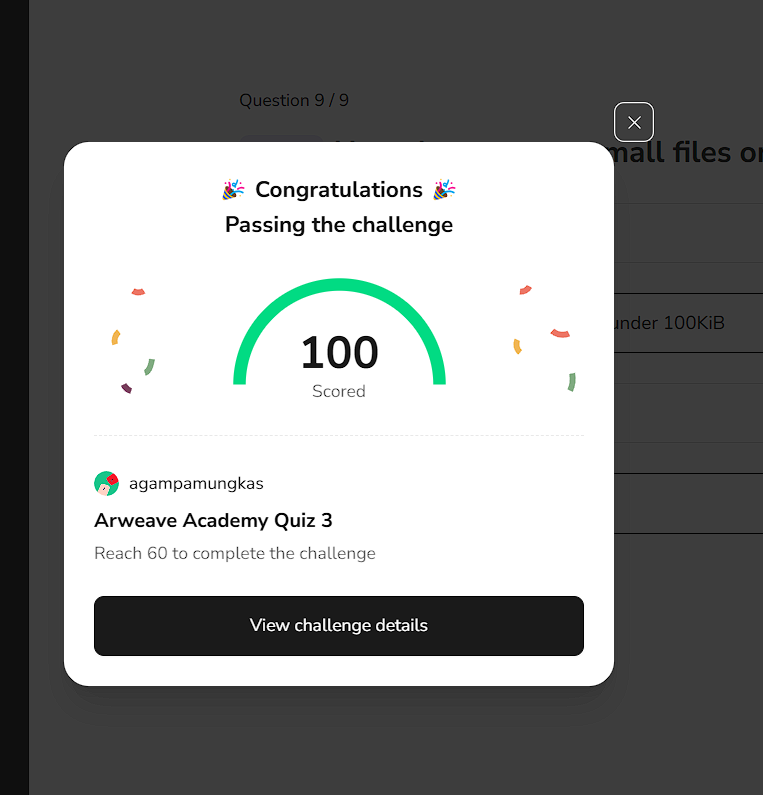 Question 9 / 9
small files or
🎉 Congratulations 🎉
Passing the challenge
100
Scored
under 100KiB
agampamungkas
Arweave Academy Quiz 3
Reach 60 to complete the challenge
View challenge details